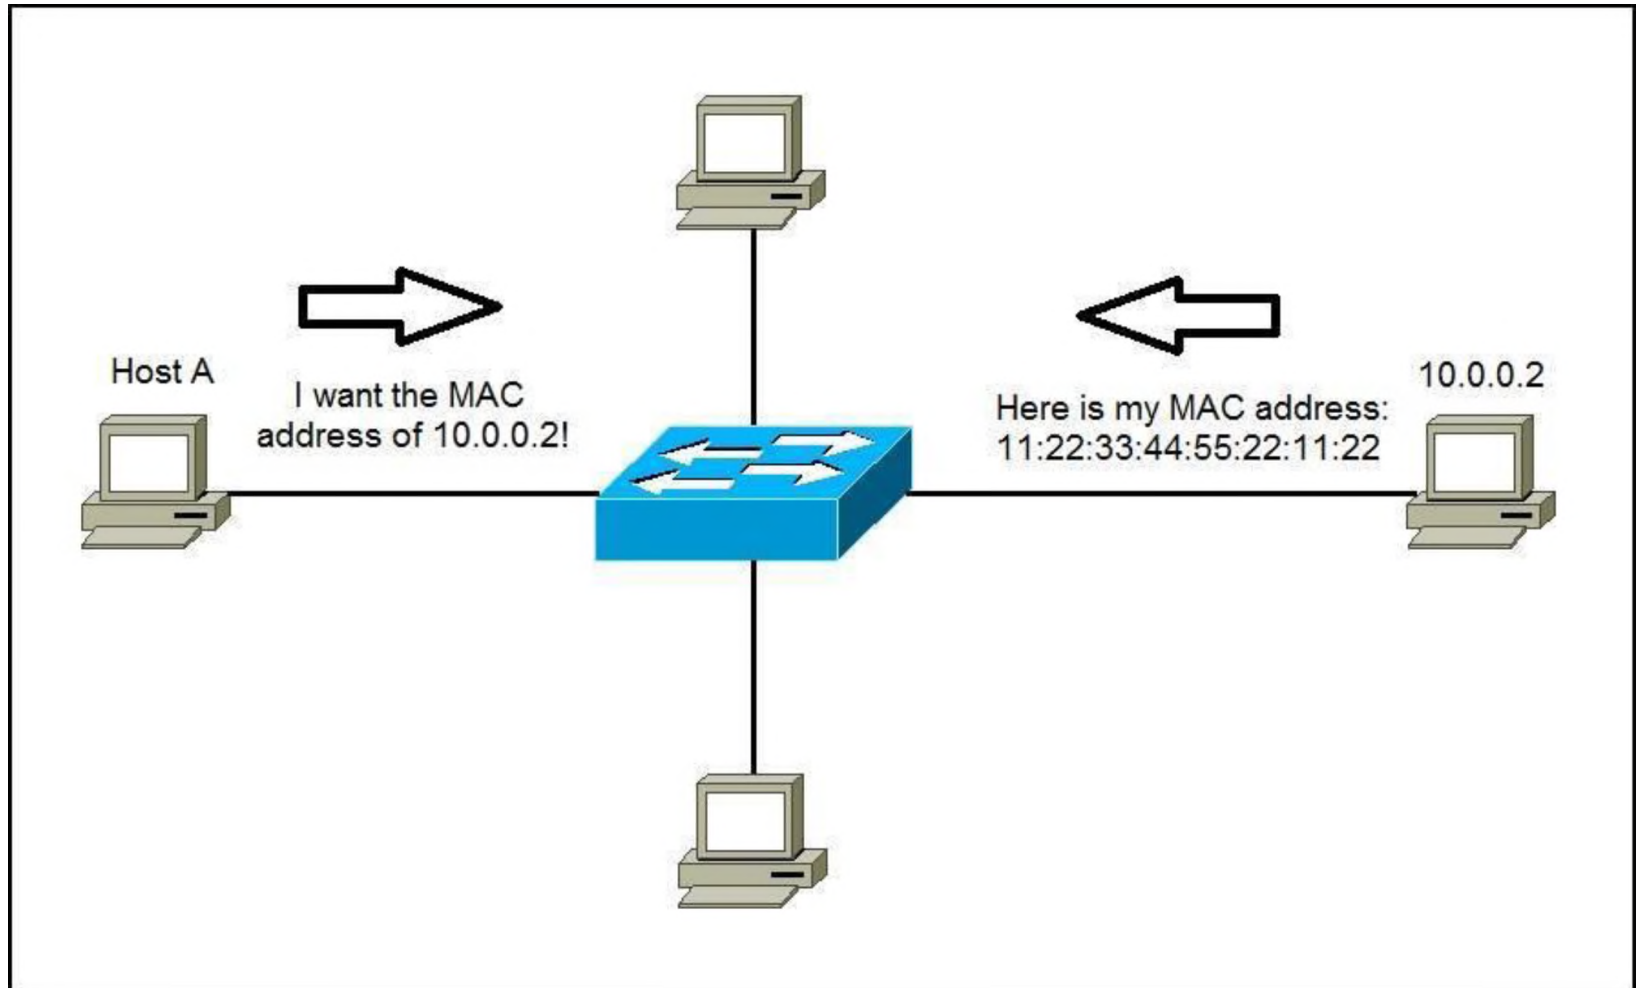 Host A
I want the MAC
address of 10.0.0.2!
Here is my MAC address:
11:22:33:44:55:22:11:22
10.0.0.2